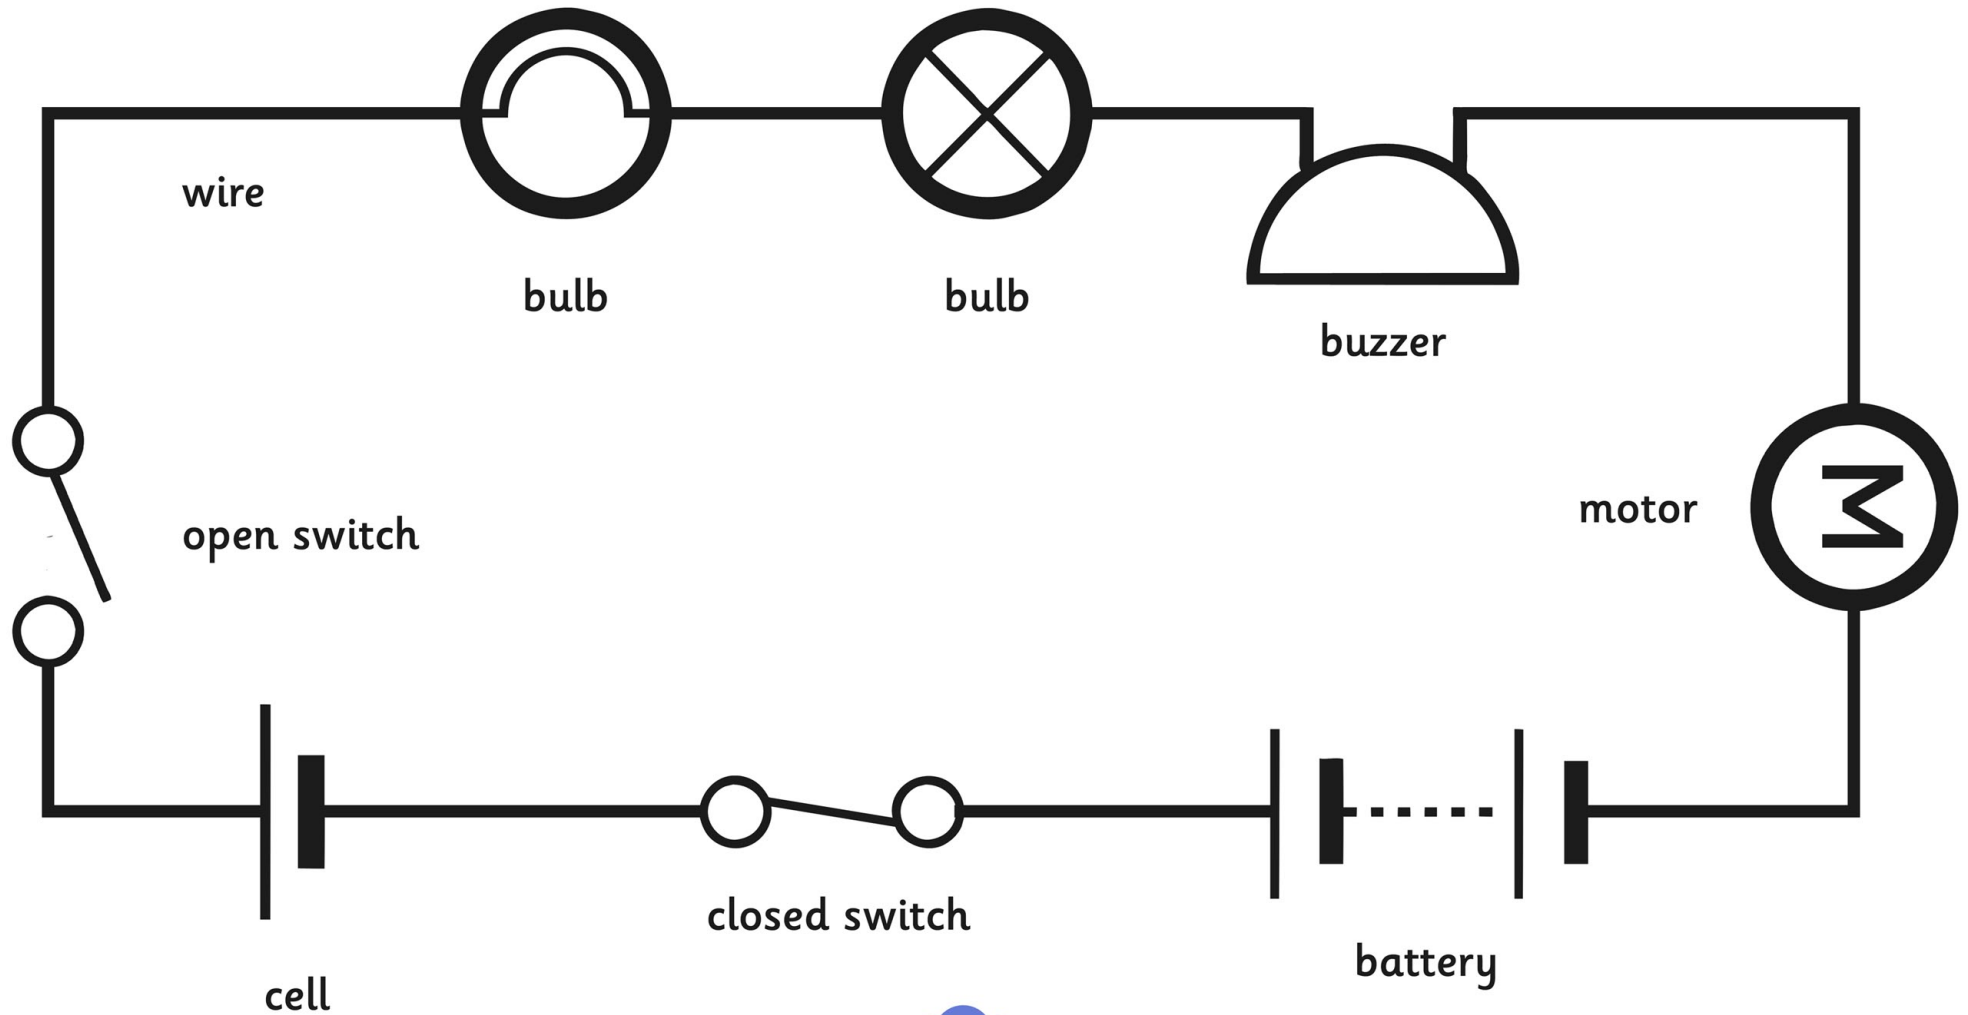 wire
bulb
bulb
buzzer
open switch
motor
M
closed switch
battery
cell